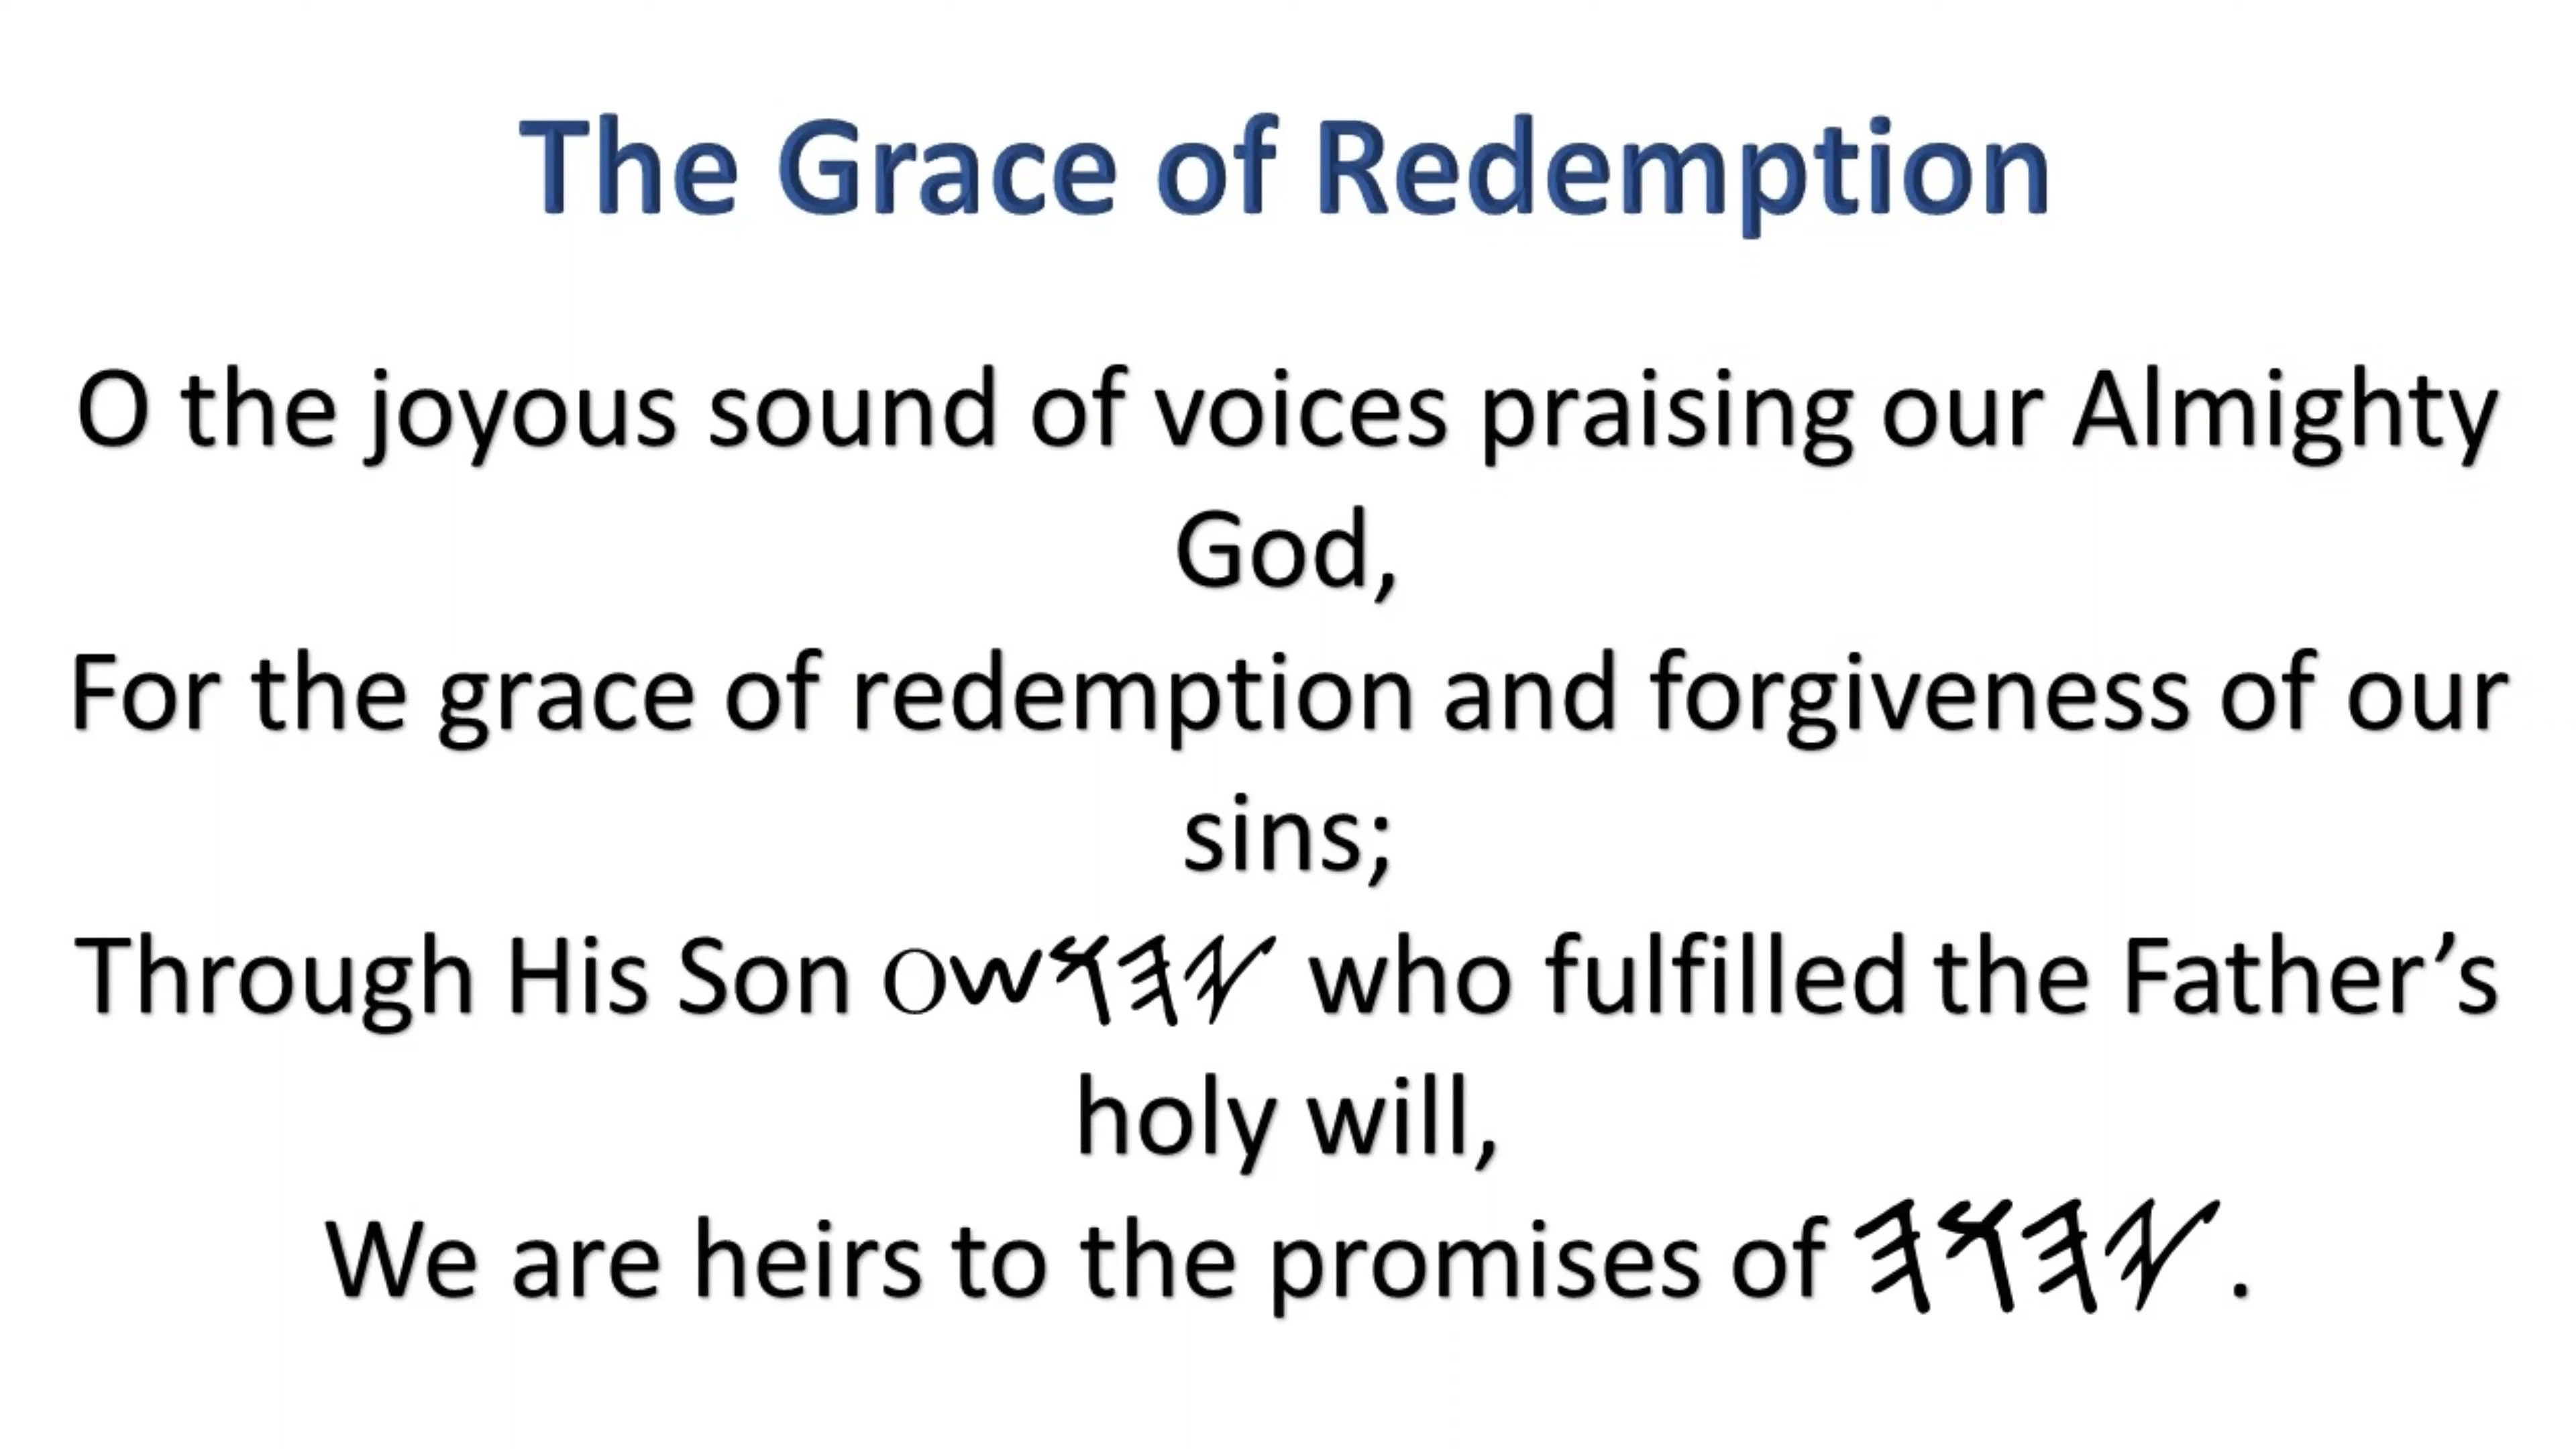 The Grace of Redemption
O the joyous sound of voices praising our Almighty
God,
For the grace of redemption and forgiveness of our
sins;
Through His Son 𐤉𐤄𐤅𐤔𐤏 who fulfilled the Father’s
holy will,
We are heirs to the promises of 𐤉𐤄𐤅𐤄.